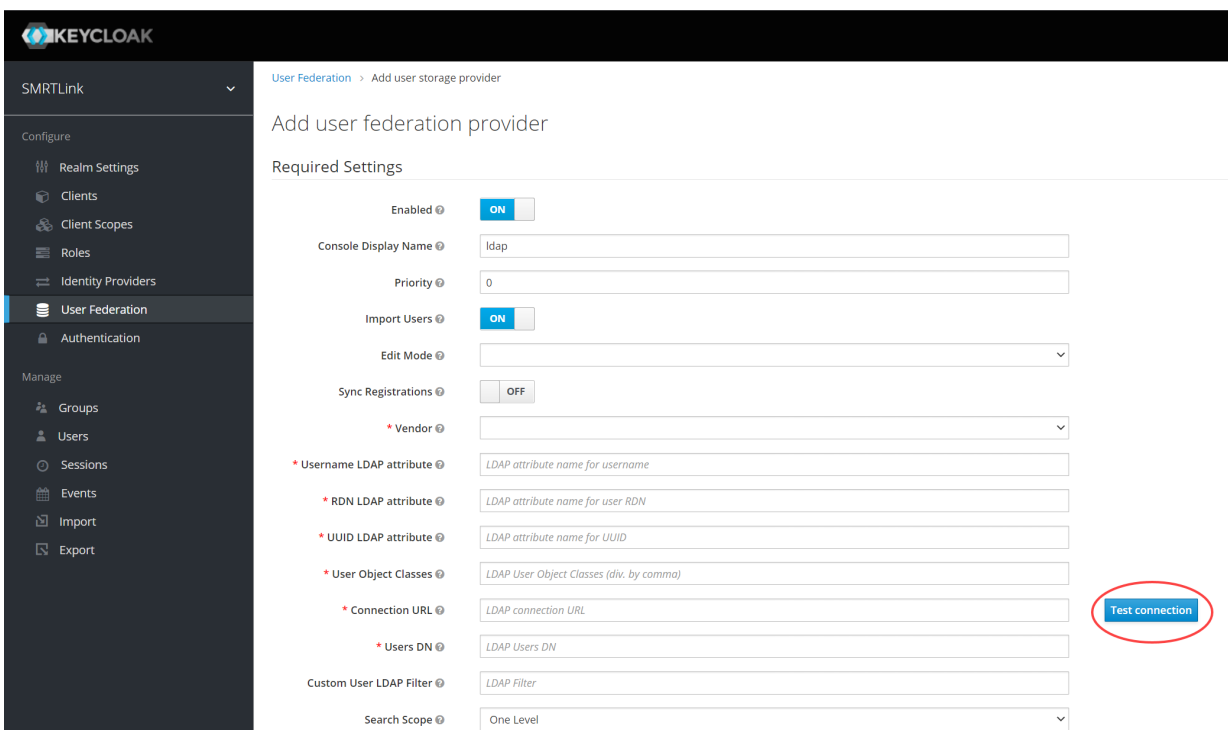 KEYCLOAK
SMRTLink
Configure
Realm Settings
Clients
Client Scopes
Roles
Identity Providers
User Federation
Authentication
Manage
Groups
Users
Sessions
Events
Import
Export
User Federation > Add user storage provider
Add user federation provider
Required Settings
Enabled ON
Console Display Name ldap
Priority 0
Import Users ON
Edit Mode
Sync Registrations OFF
* Vendor
* Username LDAP attribute LDAP attribute name for username
* RDN LDAP attribute LDAP attribute name for user RDN
* UUID LDAP attribute LDAP attribute name for UUID
* User Object Classes LDAP User Object Classes (div. by comma)
* Connection URL LDAP connection URL Test connection
* Users DN LDAP Users DN
Custom User LDAP Filter LDAP Filter
Search Scope One Level